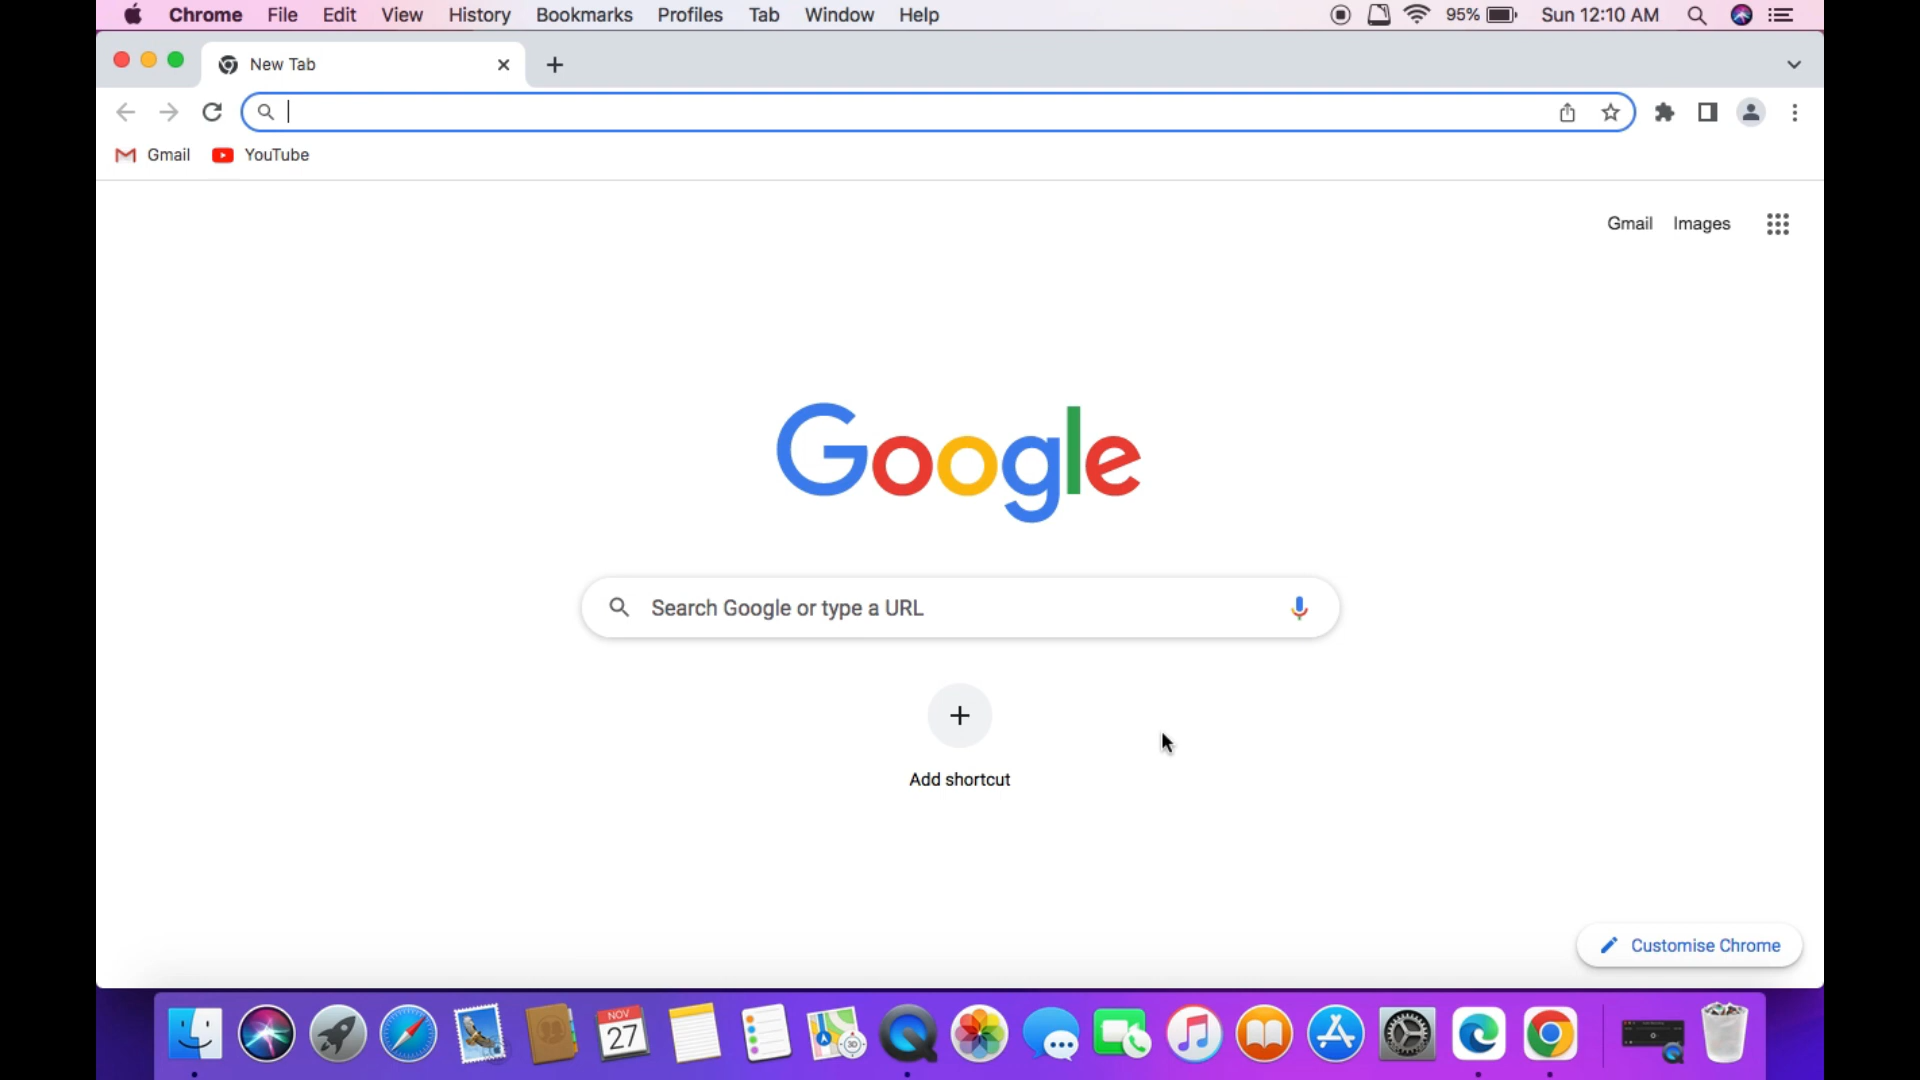 Chrome File Edit View History Bookmarks Profiles Tab Window Help 95% Sun 12:10 AM
New Tab
Gmail YouTube
Gmail Images
Google
Search Google or type a URL
Add shortcut
Customise Chrome
NOV
27
3D